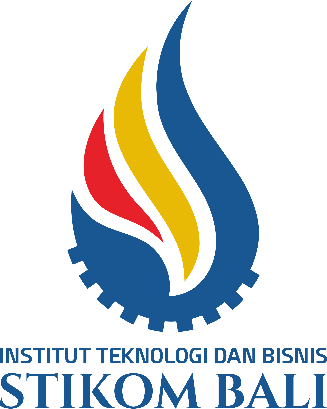 INSTITUT TEKNOLOGI DAN BISNIS
STIKOM BALI